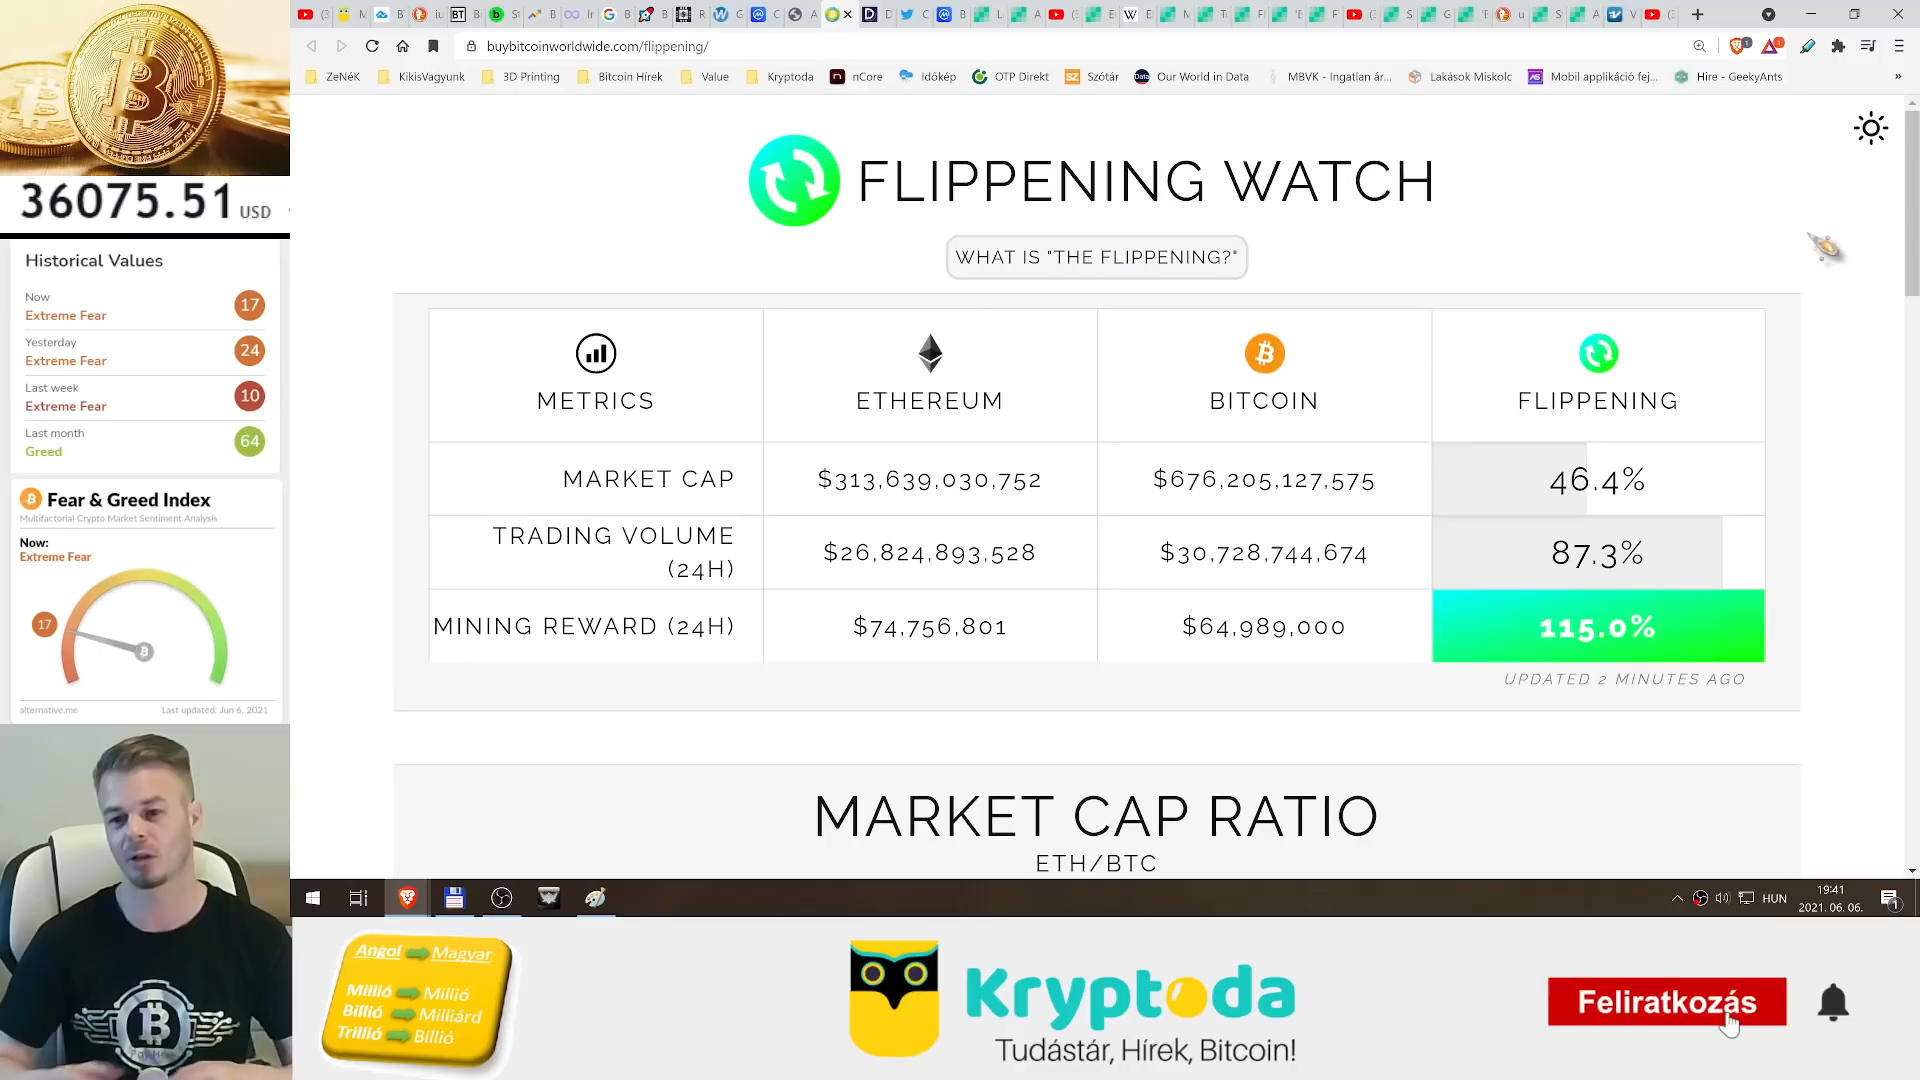 buybitcoinworldwide.com/flippening/
ZeNéK KikisVagyunk 3D Printing Bitcoin Hírek Value Kryptoda nCore Időkép OTP Direkt Szótár Our World in Data MBVK - Ingatlan ár... Lakások Miskolc Mobil applikáció fej... Hire - GeekyAnts »
36075.51 USD
FLIPPENING WATCH
WHAT IS "THE FLIPPENING?"
METRICS ETHEREUM BITCOIN FLIPPENING
MARKET CAP $313,639,030,752 $676,205,127,575 46.4%
TRADING VOLUME
(24H) $26,824,893,528 $30,728,744,674 87.3%
MINING REWARD (24H) $74,756,801 $64,989,000 115.0%
UPDATED 2 MINUTES AGO
MARKET CAP RATIO
ETH/BTC
Historical Values
Now
Extreme Fear 17
Yesterday
Extreme Fear 24
Last week
Extreme Fear 10
Last month
Greed 64
Fear & Greed Index
Multifactorial Crypto Market Sentiment Analysis
Now:
Extreme Fear
17
alternative.me Last updated: Jun 6, 2021
HUN
19:41
2021. 06. 06.
1
Angol Magyar
Millió Millió
Billió Milliárd
Trillió Billió
Kryptoda
Tudástár, Hírek, Bitcoin!
Feliratkozás